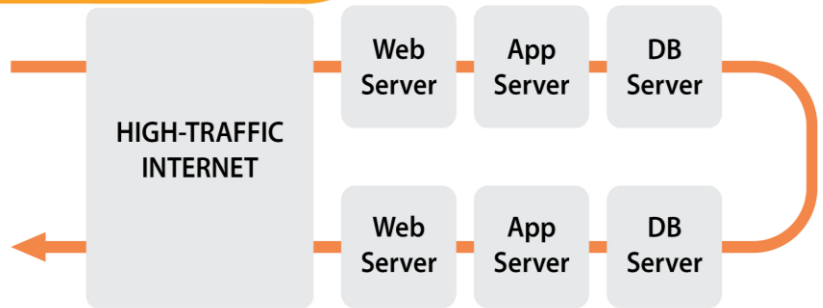 Web
Server
App
Server
DB
Server
HIGH-TRAFFIC
INTERNET
Web
Server
App
Server
DB
Server